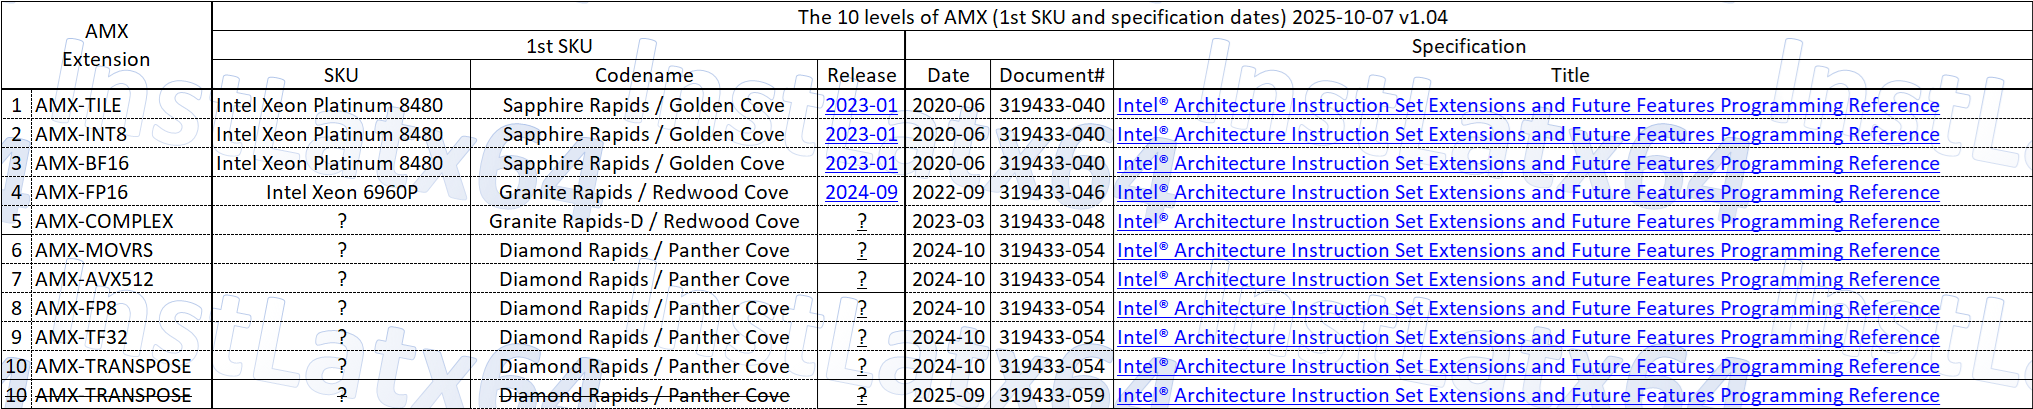 The 10 levels of AMX (1st SKU and specification dates) 2025-10-07 v1.04
AMX Extension
1st SKU Specification
SKU Codename Release Date Document# Title
1 AMX-TILE Intel Xeon Platinum 8480 Sapphire Rapids / Golden Cove 2023-01 2020-06 319433-040 Intel® Architecture Instruction Set Extensions and Future Features Programming Reference
2 AMX-INT8 Intel Xeon Platinum 8480 Sapphire Rapids / Golden Cove 2023-01 2020-06 319433-040 Intel® Architecture Instruction Set Extensions and Future Features Programming Reference
3 AMX-BF16 Intel Xeon Platinum 8480 Sapphire Rapids / Golden Cove 2023-01 2020-06 319433-040 Intel® Architecture Instruction Set Extensions and Future Features Programming Reference
4 AMX-FP16 Intel Xeon 6960P Granite Rapids / Redwood Cove 2024-09 2022-09 319433-046 Intel® Architecture Instruction Set Extensions and Future Features Programming Reference
5 AMX-COMPLEX ? Granite Rapids-D / Redwood Cove ? 2023-03 319433-048 Intel® Architecture Instruction Set Extensions and Future Features Programming Reference
6 AMX-MOVRS ? Diamond Rapids / Panther Cove ? 2024-10 319433-054 Intel® Architecture Instruction Set Extensions and Future Features Programming Reference
7 AMX-AVX512 ? Diamond Rapids / Panther Cove ? 2024-10 319433-054 Intel® Architecture Instruction Set Extensions and Future Features Programming Reference
8 AMX-FP8 ? Diamond Rapids / Panther Cove ? 2024-10 319433-054 Intel® Architecture Instruction Set Extensions and Future Features Programming Reference
9 AMX-TF32 ? Diamond Rapids / Panther Cove ? 2024-10 319433-054 Intel® Architecture Instruction Set Extensions and Future Features Programming Reference
10 AMX-TRANSPOSE ? Diamond Rapids / Panther Cove ? 2024-10 319433-054 Intel® Architecture Instruction Set Extensions and Future Features Programming Reference
10 AMX-TRANSPOSE ? Diamond Rapids / Panther Cove ? 2025-09 319433-059 Intel® Architecture Instruction Set Extensions and Future Features Programming Reference
InstLatx64